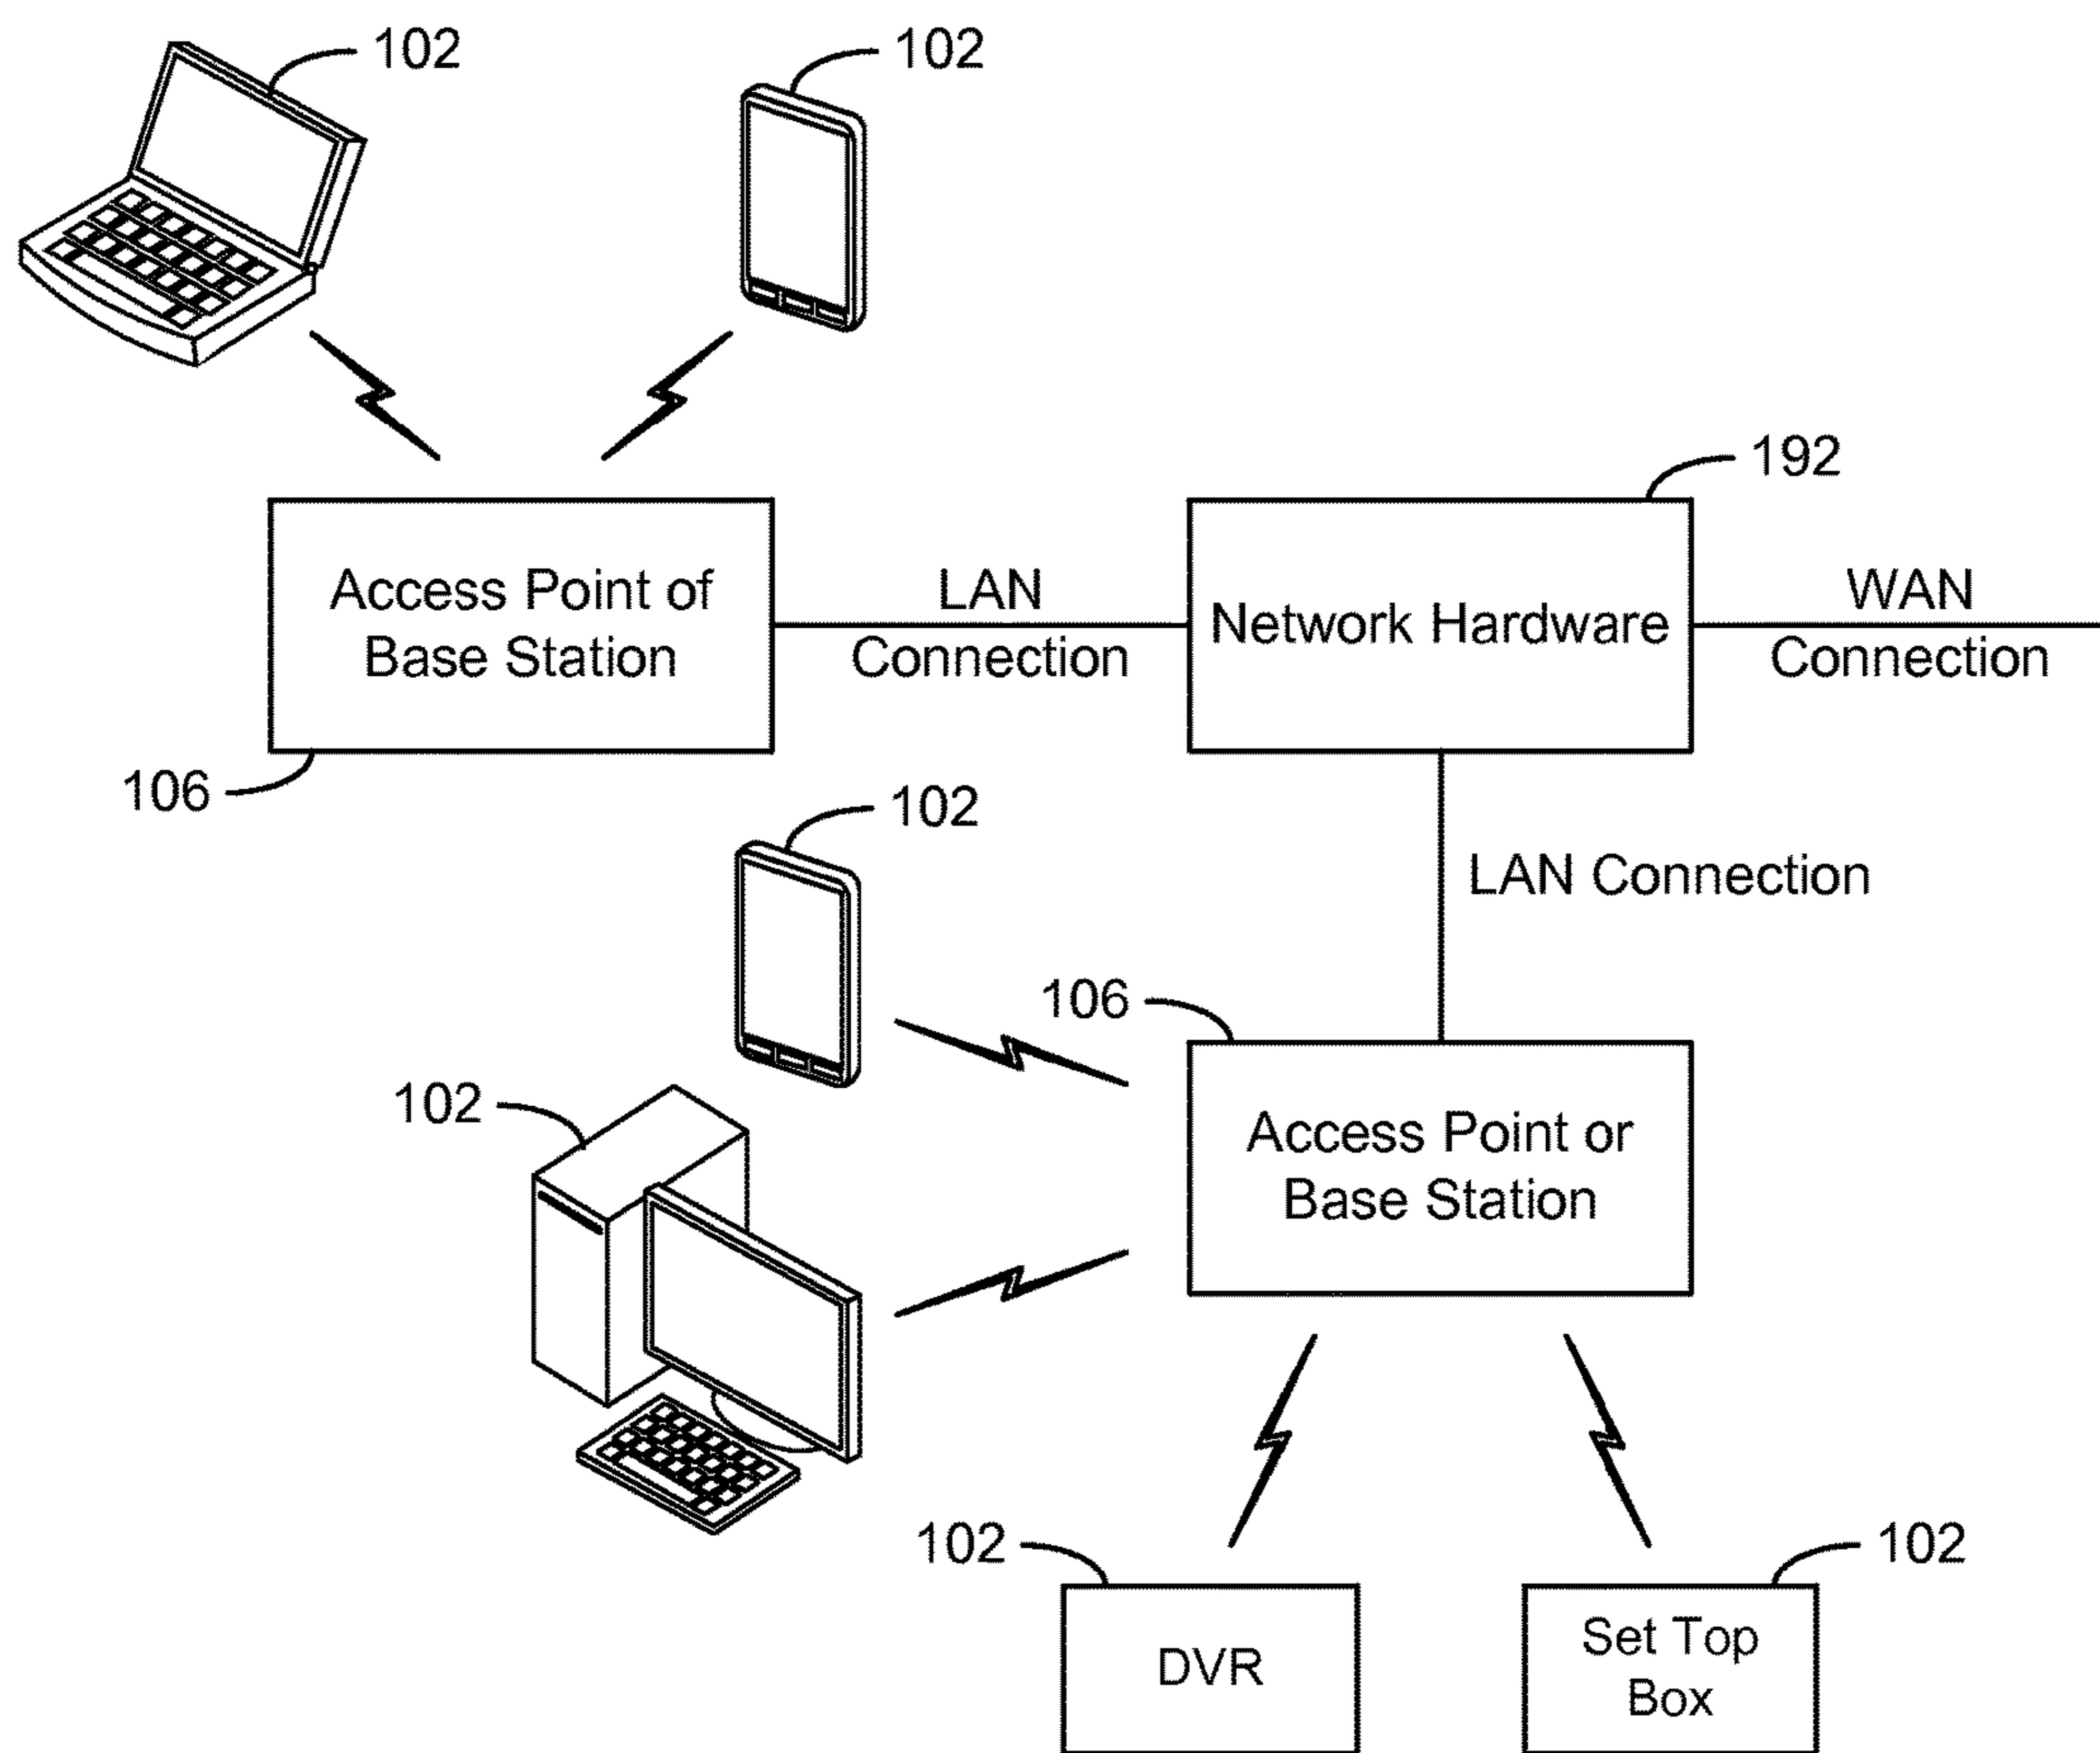 102
102
192
Access Point of
Base Station
LAN
Connection
Network Hardware
WAN
Connection
106
102
LAN Connection
106
102
Access Point or
Base Station
102
102
DVR
Set Top
Box